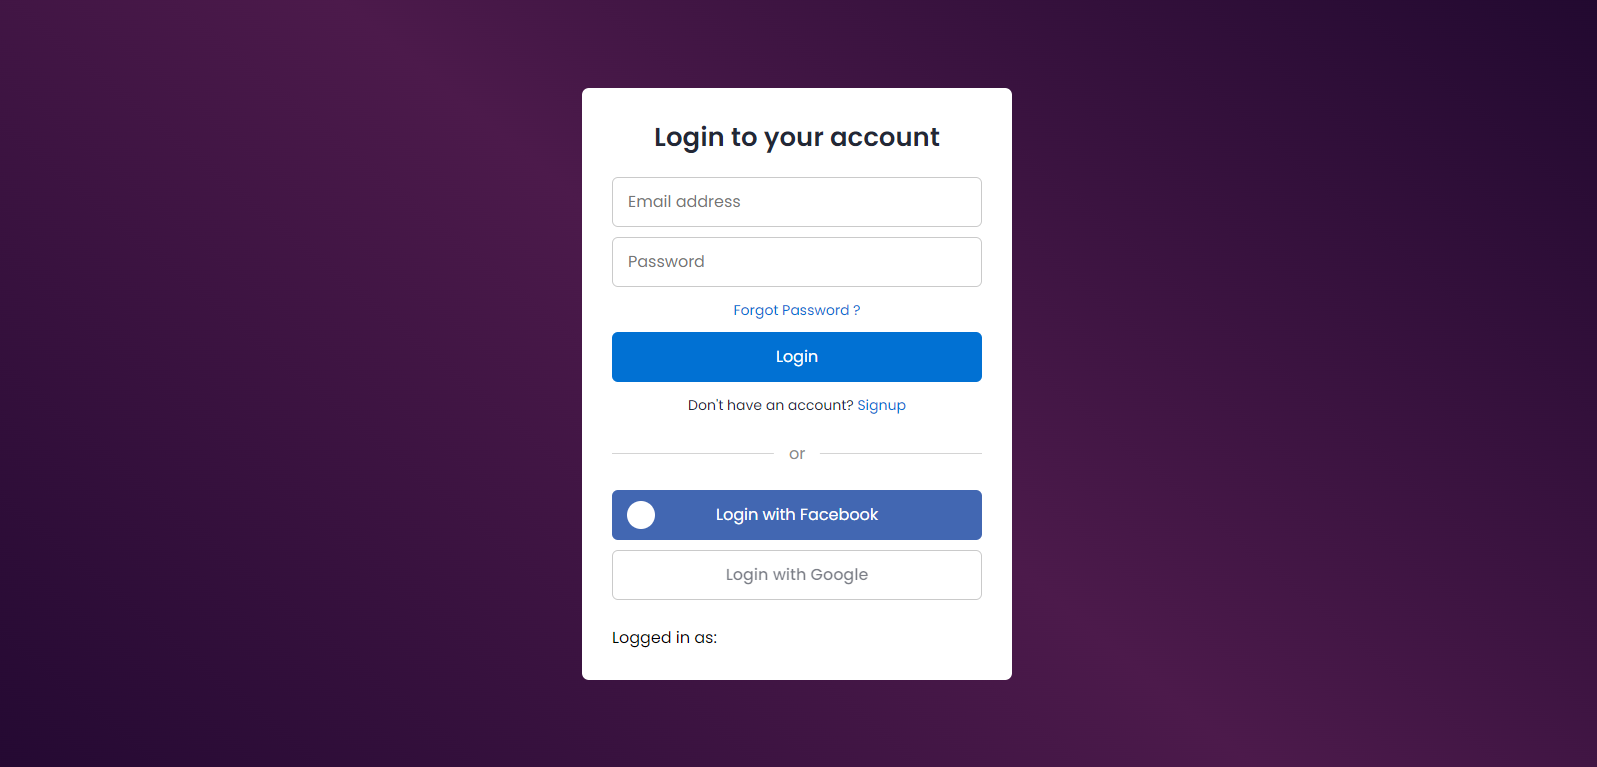 Login to your account
Email address
Password
Forgot Password ?
Login
Don't have an account? Signup
or
Login with Facebook
Login with Google
Logged in as: